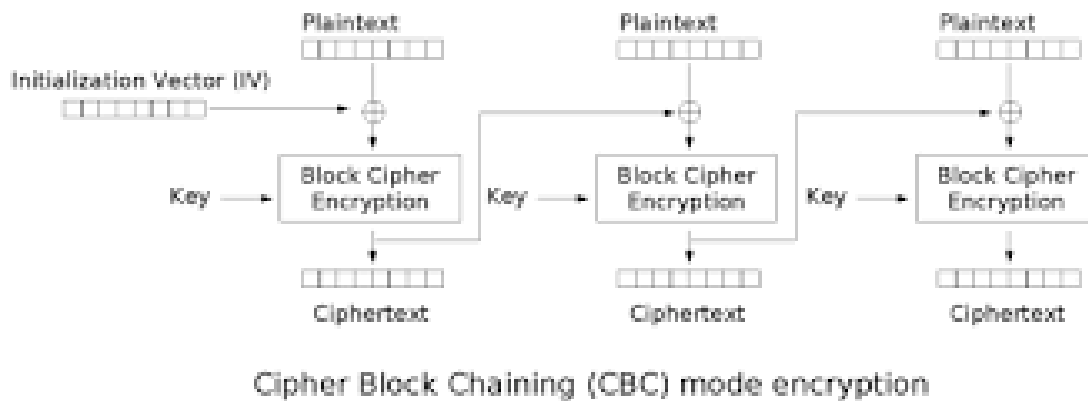 Plaintext
Plaintext
Plaintext
Initialization Vector (IV)
Key
Block Cipher
Encryption
Key
Block Cipher
Encryption
Key
Block Cipher
Encryption
Ciphertext
Ciphertext
Ciphertext
Cipher Block Chaining (CBC) mode encryption